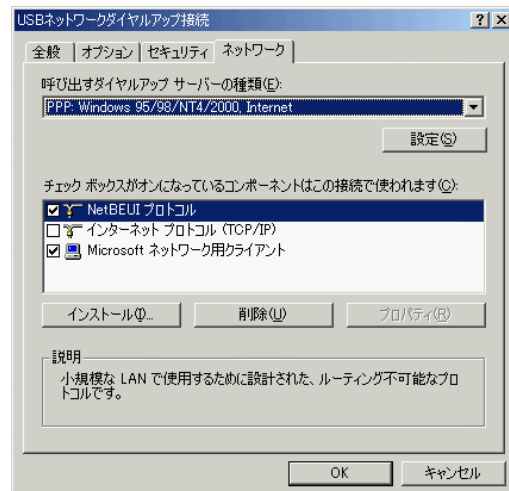 USBネットワークダイヤルアップ接続
全般 オプション セキュリティ ネットワーク
呼び出すダイヤルアップ サーバーの種類(E):
PPP: Windows 95/98/NT4/2000, Internet
設定(S)
チェック ボックスがオンになっているコンポーネントはこの接続で使われます(C):
NetBEUI プロトコル
インターネット プロトコル (TCP/IP)
Microsoft ネットワーク用クライアント
インストール(I)... 削除(U) プロパティ(R)
説明
小規模な LAN で使用するために設計された、ルーティング不可能なプロ
トコルです。
OK キャンセル